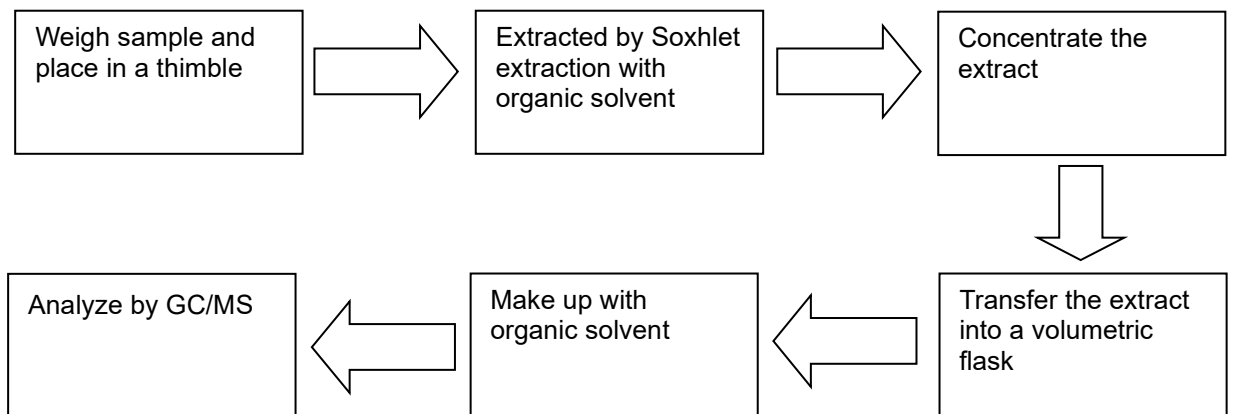 Weigh sample and
place in a thimble
Extracted by Soxhlet
extraction with
organic solvent
Concentrate the
extract
Transfer the extract
into a volumetric
flask
Make up with
organic solvent
Analyze by GC/MS